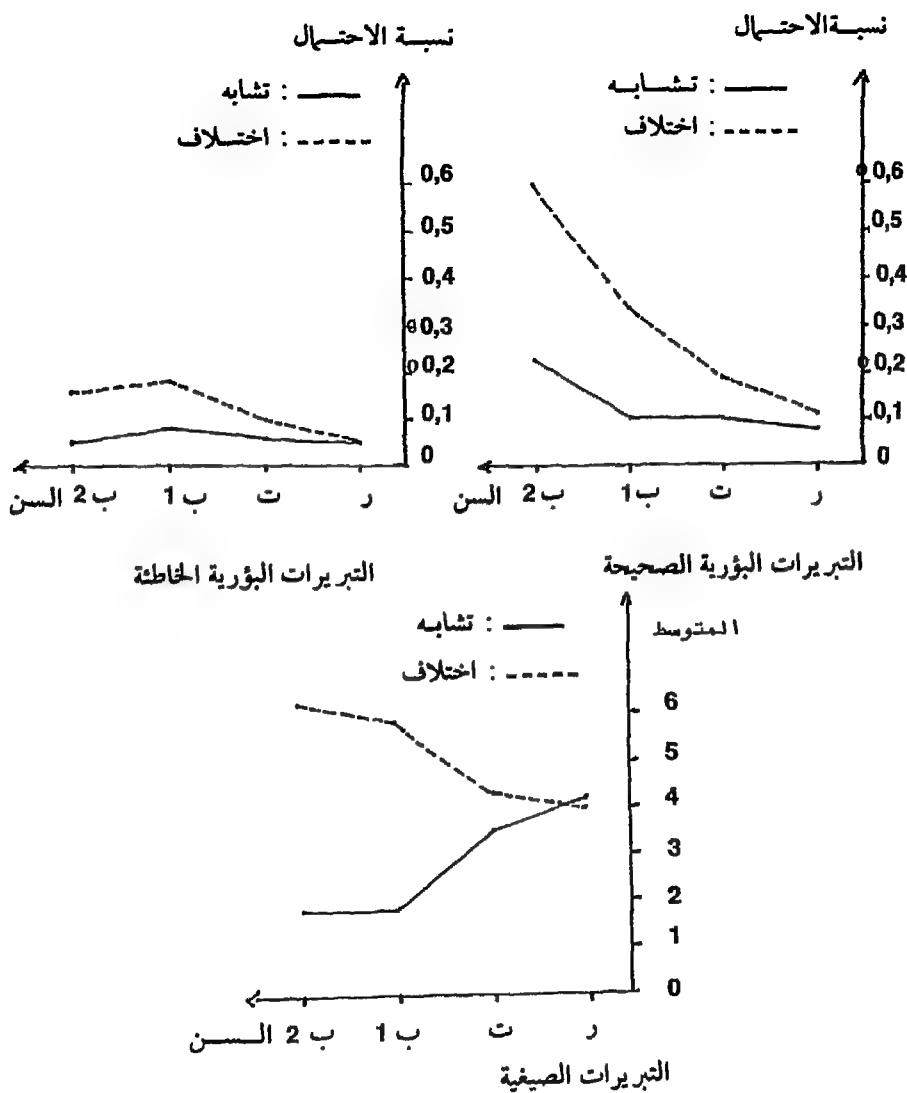 نسبة الاحتمال
تشابه :
اختلاف :
0,6
0,5
0,4
0,3
0,2
0,1
0
ر ت ب 1 ب 2 السن
التبريرات البؤرية الصحيحة
نسبة الاحتمال
تشابه :
اختلاف :
0,6
0,5
0,4
0,3
0,2
0,1
0
ر ت ب 1 ب 2 السن
التبريرات البؤرية الخاطئة
المتوسط
تشابه :
اختلاف :
6
5
4
3
2
1
0
ر ت ب 1 ب 2 السن
التبريرات الصيغية